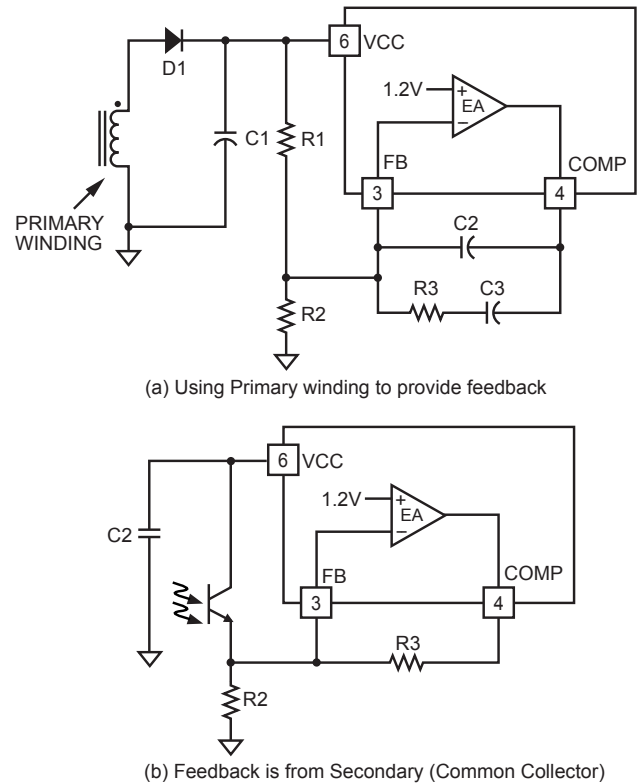 D1
6
VCC
1.2V
+
EA
−
C1
R1
FB
COMP
3
4
PRIMARY
WINDING
C2
R3
C3
R2
(a) Using Primary winding to provide feedback
6
VCC
1.2V
+
EA
−
C2
FB
COMP
3
4
R3
R2
(b) Feedback is from Secondary (Common Collector)